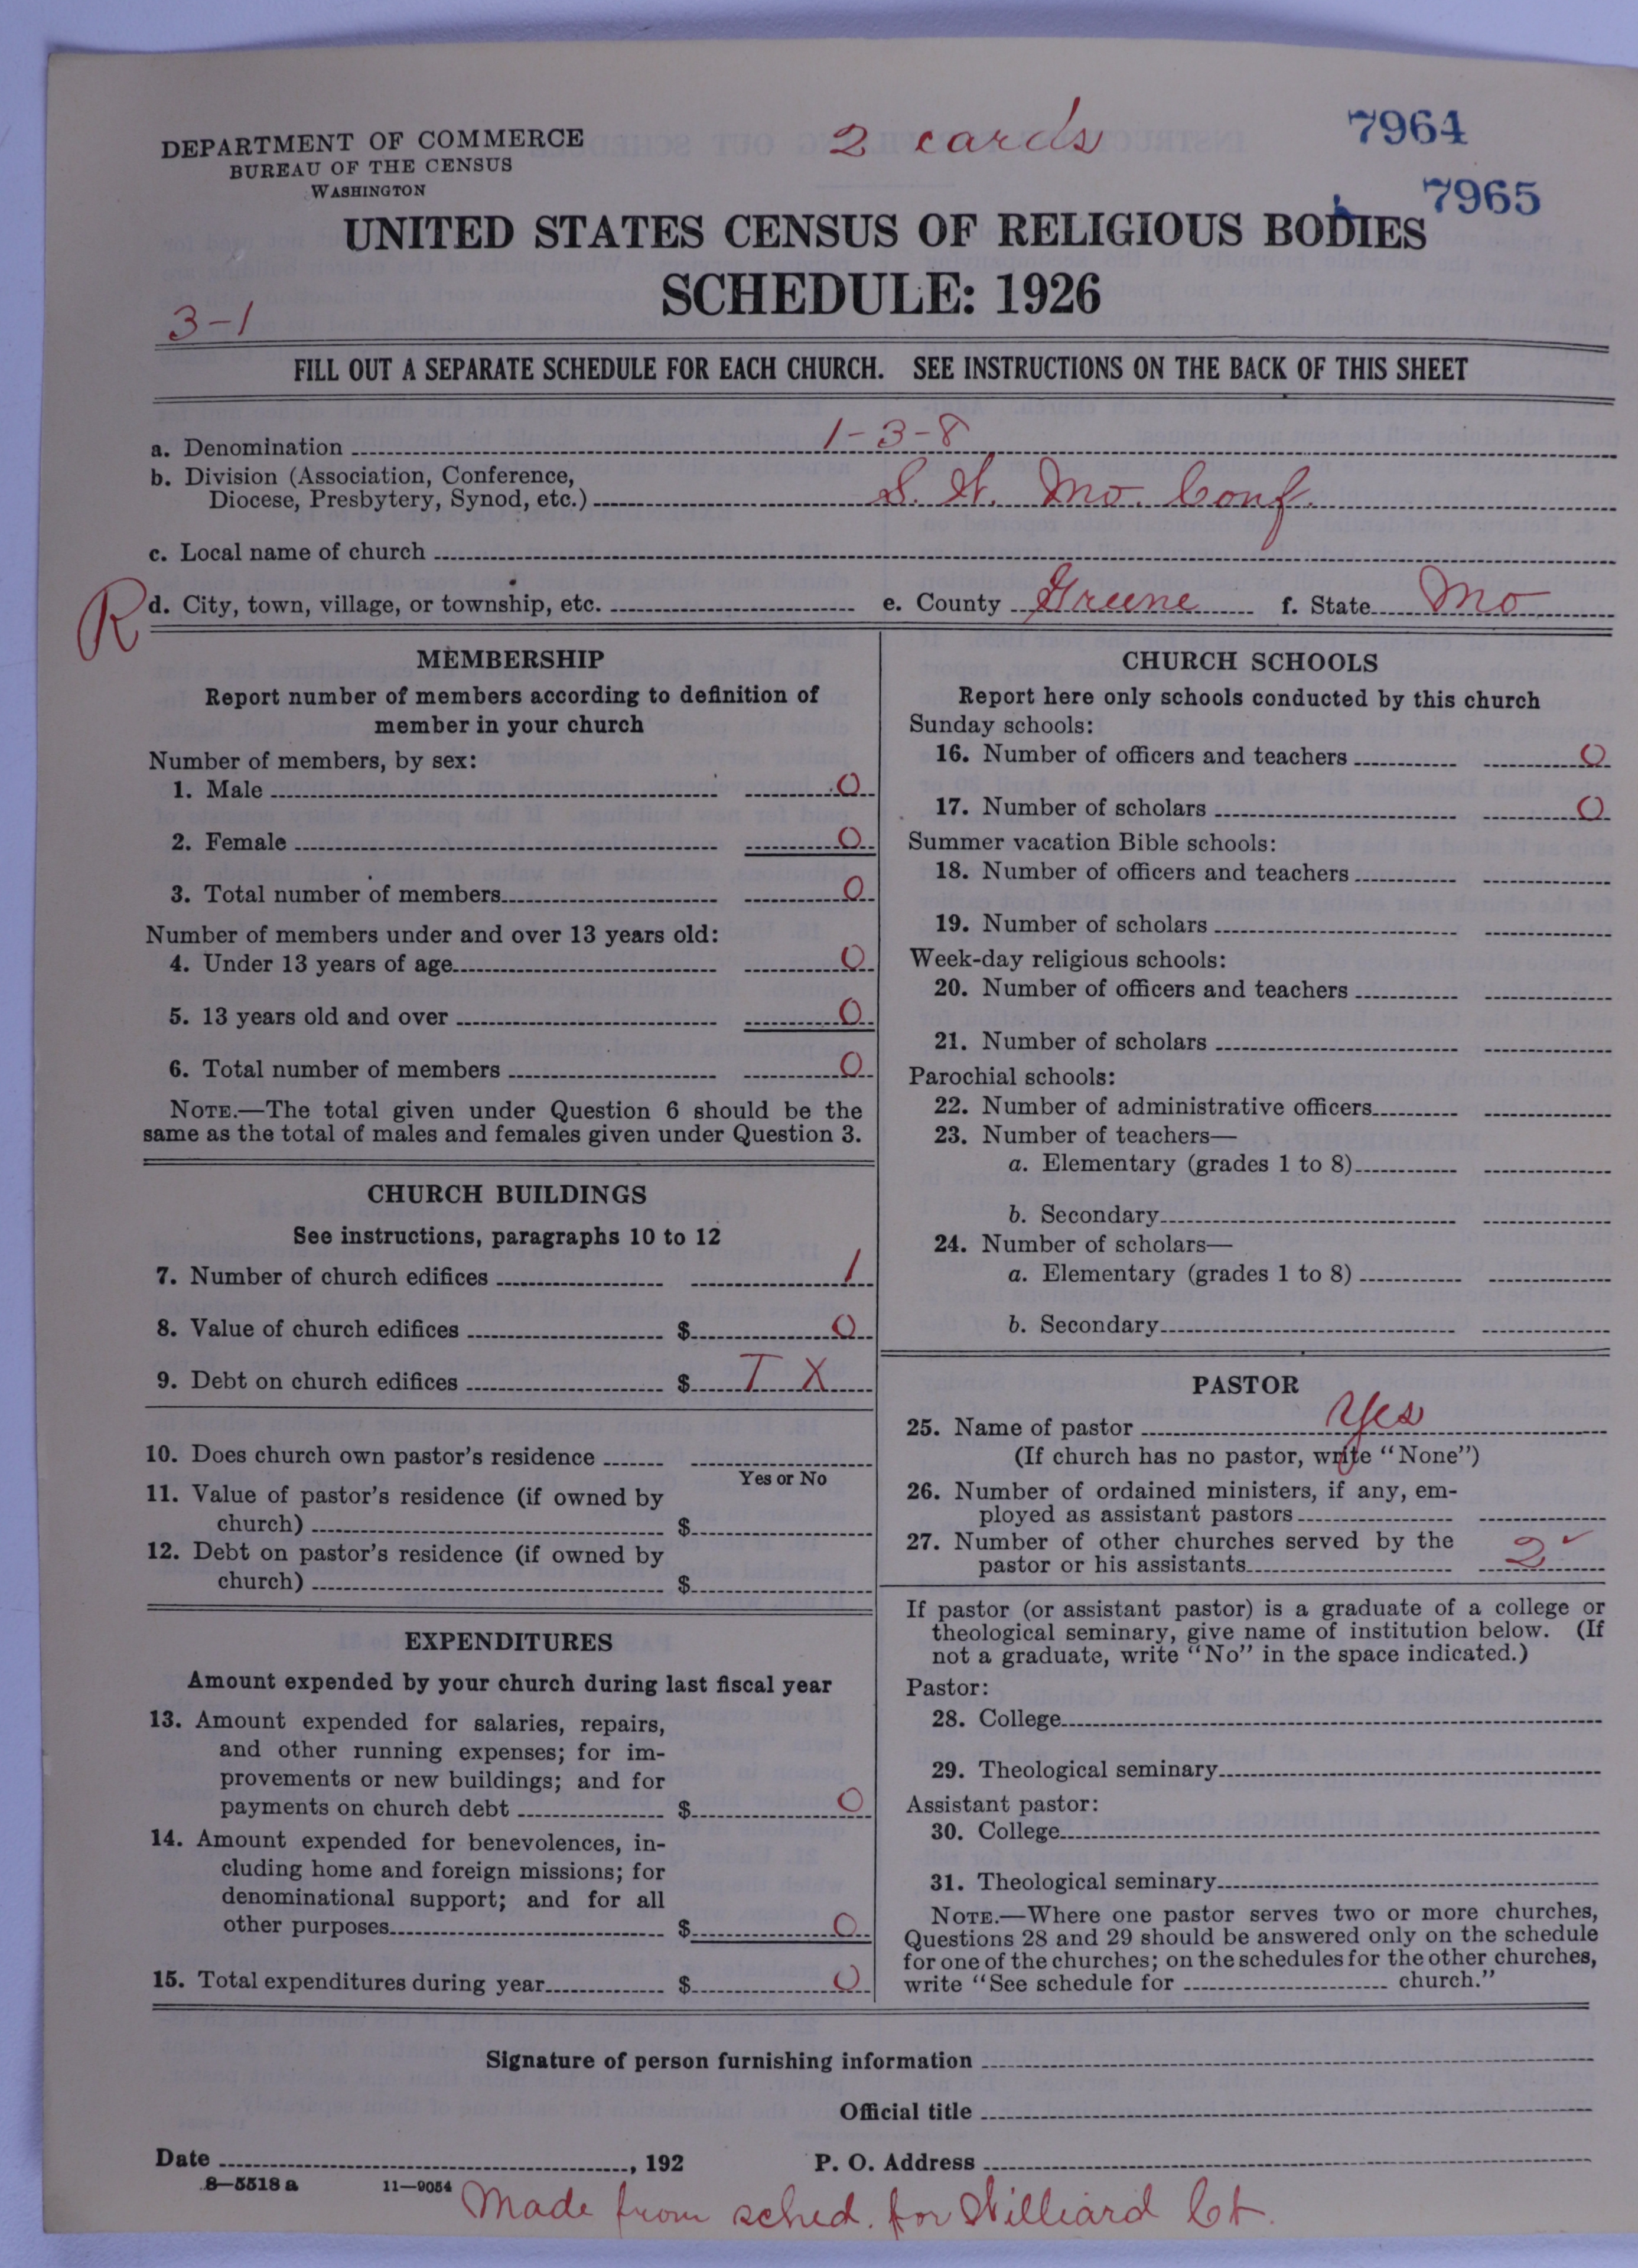 2 cards
7964
7965
DEPARTMENT OF COMMERCE
BUREAU OF THE CENSUS
WASHINGTON
UNITED STATES CENSUS OF RELIGIOUS BODIES
SCHEDULE: 1926
3-1
FILL OUT A SEPARATE SCHEDULE FOR EACH CHURCH. SEE INSTRUCTIONS ON THE BACK OF THIS SHEET
a. Denomination 1-3-8
b. Division (Association, Conference,
Diocese, Presbytery, Synod, etc.) S. W. Mo. Conf.
c. Local name of church
R d. City, town, village, or township, etc. e. County Greene f. State Mo
MEMBERSHIP
Report number of members according to definition of
member in your church
Number of members, by sex:
1. Male 0
2. Female 0
3. Total number of members 0
Number of members under and over 13 years old:
4. Under 13 years of age 0
5. 13 years old and over 0
6. Total number of members 0
NOTE.—The total given under Question 6 should be the
same as the total of males and females given under Question 3.
CHURCH BUILDINGS
See instructions, paragraphs 10 to 12
7. Number of church edifices 1
8. Value of church edifices $ 0
9. Debt on church edifices $ T X
10. Does church own pastor's residence
Yes or No
11. Value of pastor's residence (if owned by
church) $
12. Debt on pastor's residence (if owned by
church) $
EXPENDITURES
Amount expended by your church during last fiscal year
13. Amount expended for salaries, repairs,
and other running expenses; for im-
provements or new buildings; and for
payments on church debt $ 0
14. Amount expended for benevolences, in-
cluding home and foreign missions; for
denominational support; and for all
other purposes $ 0
15. Total expenditures during year $ 0
CHURCH SCHOOLS
Report here only schools conducted by this church
Sunday schools:
16. Number of officers and teachers 0
17. Number of scholars 0
Summer vacation Bible schools:
18. Number of officers and teachers
19. Number of scholars
Week-day religious schools:
20. Number of officers and teachers
21. Number of scholars
Parochial schools:
22. Number of administrative officers
23. Number of teachers—
a. Elementary (grades 1 to 8)
b. Secondary
24. Number of scholars—
a. Elementary (grades 1 to 8)
b. Secondary
PASTOR
25. Name of pastor Yes
(If church has no pastor, write "None")
26. Number of ordained ministers, if any, em-
ployed as assistant pastors
27. Number of other churches served by the
pastor or his assistants 2 ✓
If pastor (or assistant pastor) is a graduate of a college or
theological seminary, give name of institution below. (If
not a graduate, write "No" in the space indicated.)
Pastor:
28. College
29. Theological seminary
Assistant pastor:
30. College
31. Theological seminary
NOTE.—Where one pastor serves two or more churches,
Questions 28 and 29 should be answered only on the schedule
for one of the churches; on the schedules for the other churches,
write "See schedule for church."
Signature of person furnishing information
Official title
Date , 192 P. O. Address
8—5518 a 11—9054
Made from sched. for Williard Ct.